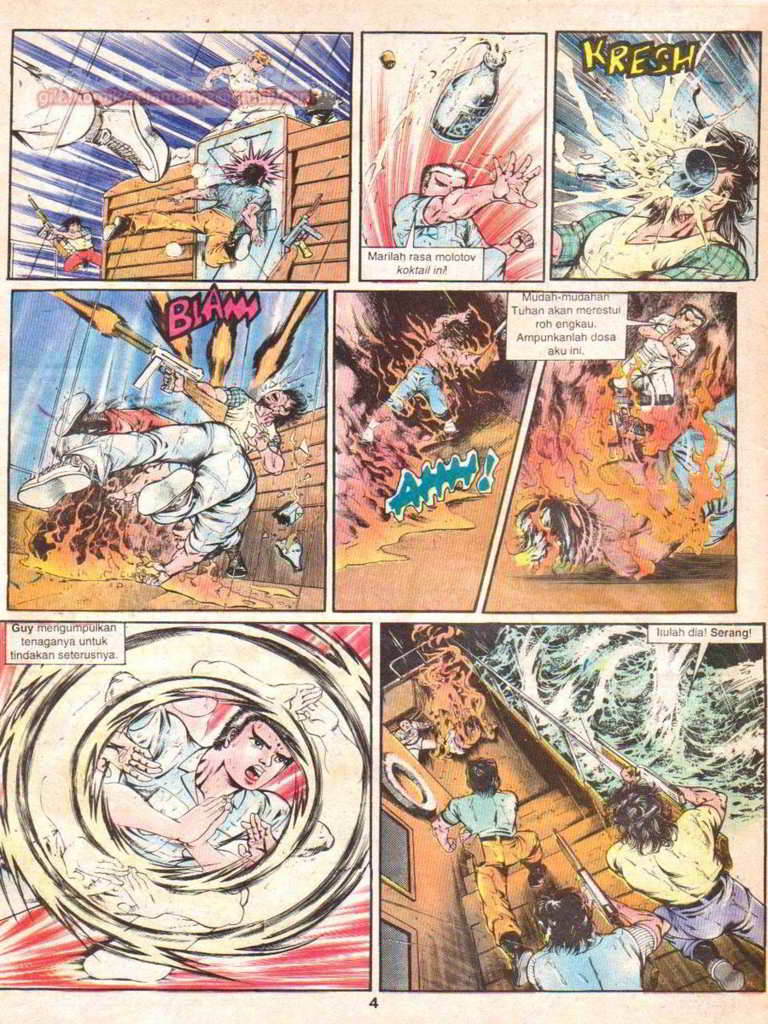 KRESH
Marilah rasa molotov
koktail ini!
BLAMM
Mudah-mudahan
Tuhan akan merestui
roh engkau.
Ampunkanlah dosa
aku ini.
AHH!
Guy mengumpulkan
tenaganya untuk
tindakan seterusnya.
Itulah dia! Serang!
4